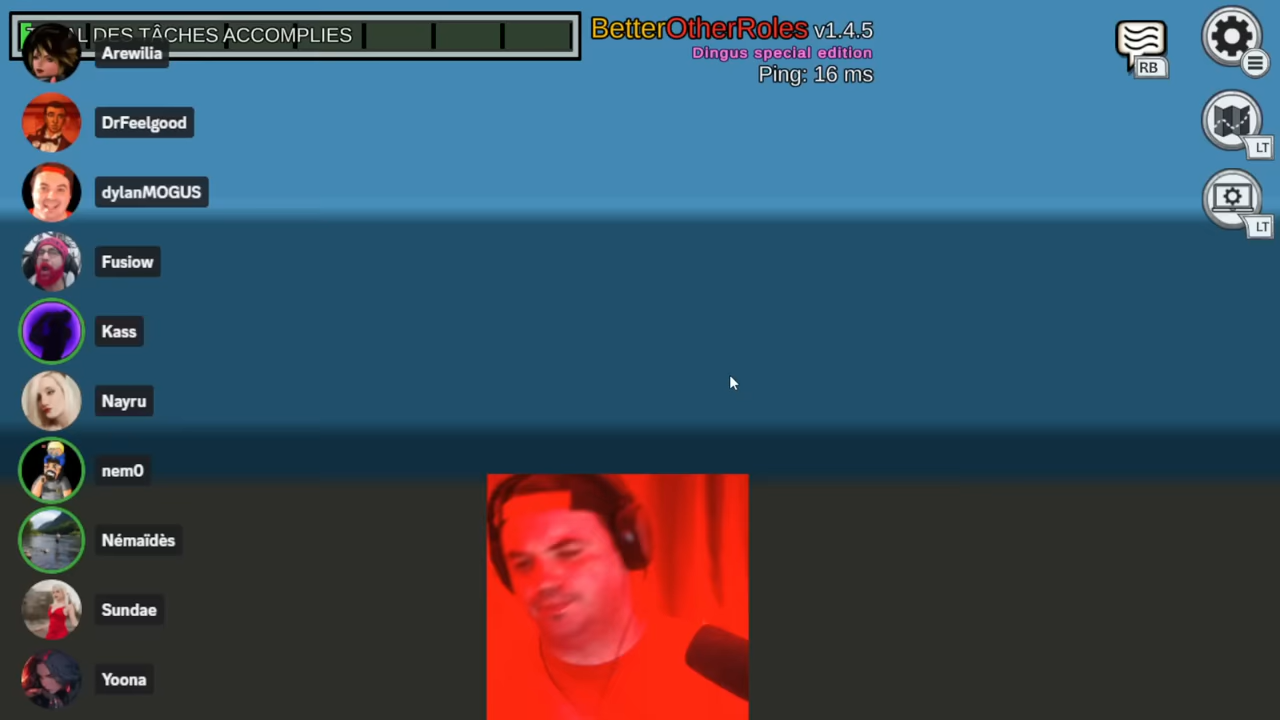 DES TÂCHES ACCOMPLIES
BetterOtherRoles v1.4.5
Dingus special edition
Ping: 16 ms
RB
LT
LT
Arewilia
DrFeelgood
dylanMOGUS
Fusiow
Kass
Nayru
nem0
Némaïdès
Sundae
Yoona